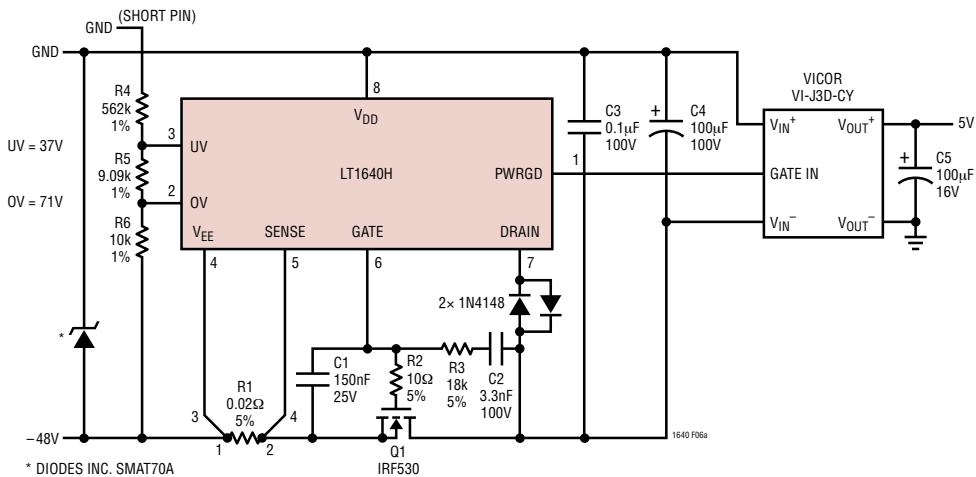 (SHORT PIN)
GND
GND
R4
562k
1%
UV = 37V
R5
9.09k
1%
OV = 71V
R6
10k
1%
3
2
8
V_DD
UV
OV
LT1640H
PWRGD
1
V_EE
SENSE
GATE
DRAIN
4
5
6
7
C3
0.1µF
100V
+
C4
100µF
100V
VICOR
VI-J3D-CY
V_IN+
V_OUT+
GATE IN
V_IN–
V_OUT–
5V
+
C5
100µF
16V
2× 1N4148
*
R1
0.02Ω
5%
3
4
1
2
C1
150nF
25V
R2
10Ω
5%
R3
18k
5%
C2
3.3nF
100V
–48V
Q1
IRF530
1640 F06a
* DIODES INC. SMAT70A